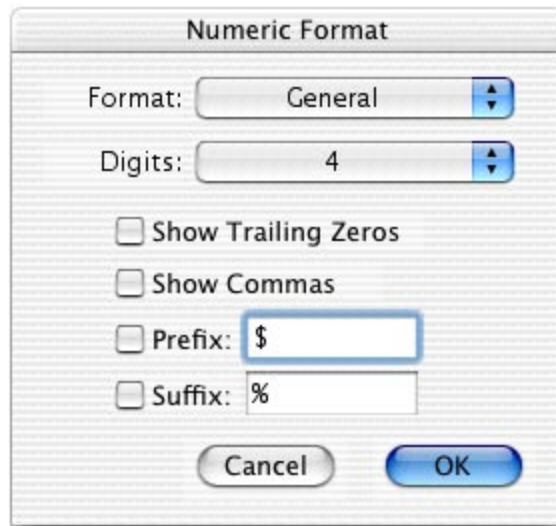 Numeric Format
Format: General
Digits: 4
Show Trailing Zeros
Show Commas
Prefix: $
Suffix: %
Cancel OK